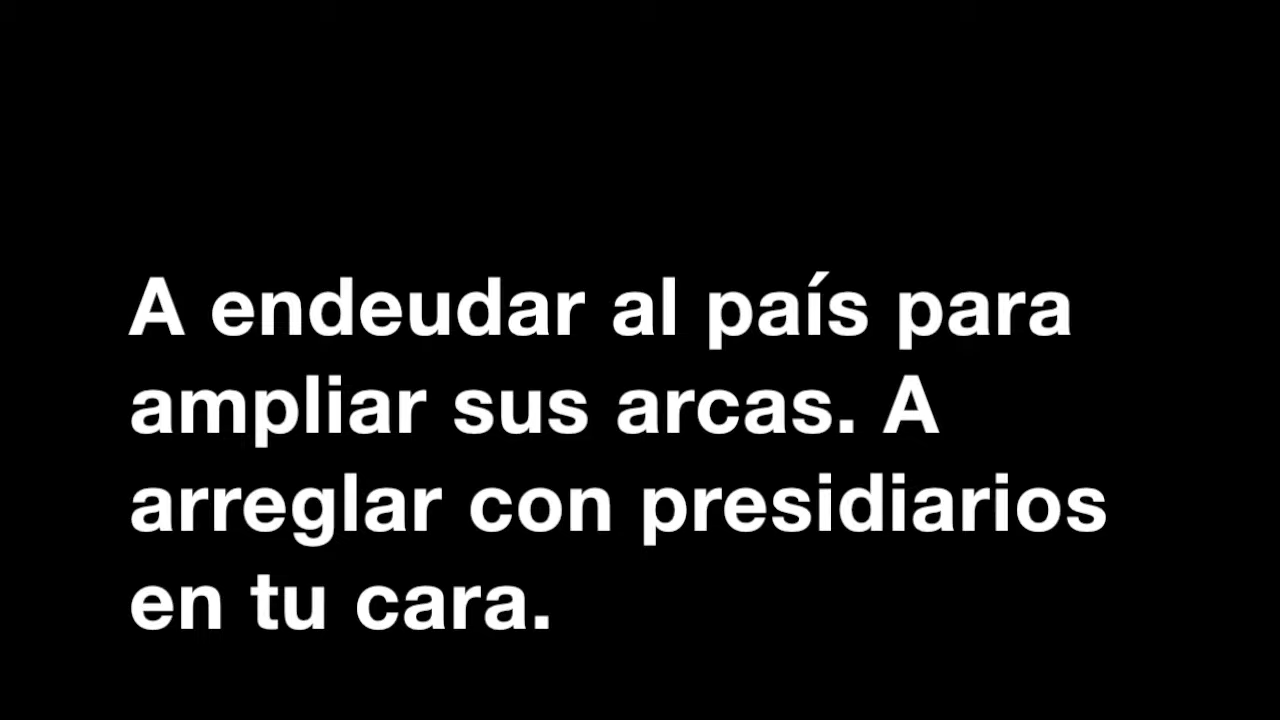 A endeudar al país para
ampliar sus arcas. A
arreglar con presidiarios
en tu cara.